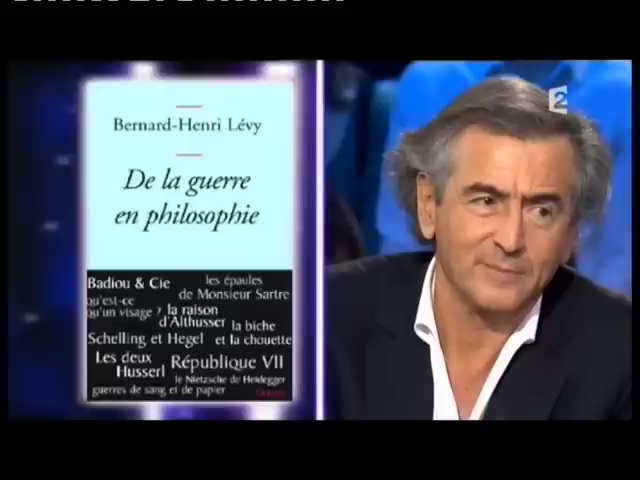 Bernard-Henri Lévy
De la guerre
en philosophie
Badiou & Cie
les épaules
de Monsieur Sartre
qu'est-ce
qu'un visage ?
la raison
d'Althusser
la biche
et la chouette
Schelling et Hegel
Les deux
Husserl
République VII
le Nietzsche de Heidegger
guerres de sang et de papier
2